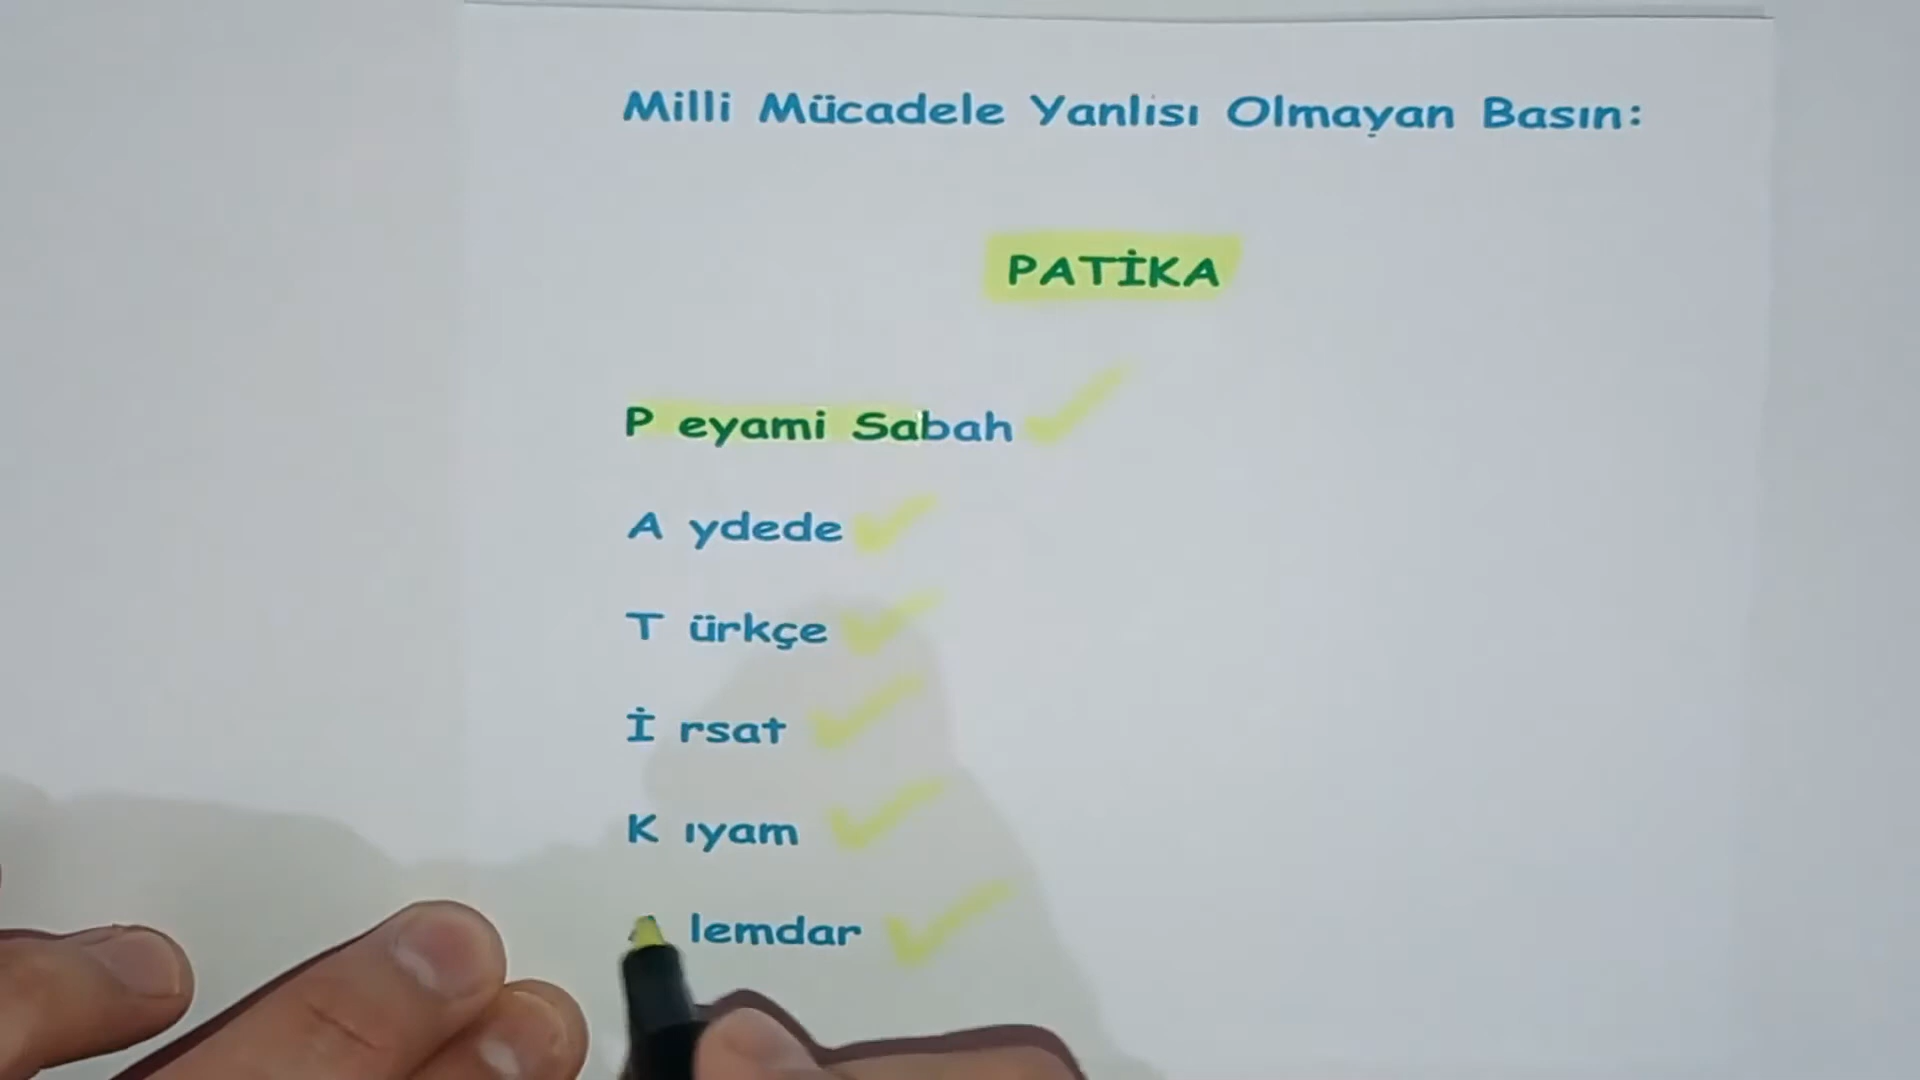 Milli Mücadele Yanlısı Olmayan Basın:
PATİKA
P eyami Sabah
A ydede
T ürkçe
İ rsat
K ıyam
lemdar